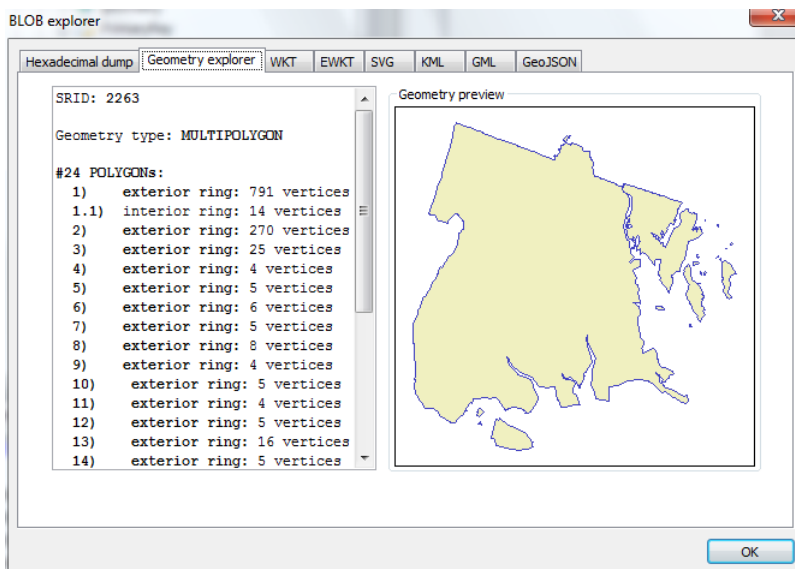 BLOB explorer
Hexadecimal dump Geometry explorer WKT EWKT SVG KML GML GeoJSON
SRID: 2263
Geometry type: MULTIPOLYGON
#24 POLYGONs:
1) exterior ring: 791 vertices
1.1) interior ring: 14 vertices
2) exterior ring: 270 vertices
3) exterior ring: 25 vertices
4) exterior ring: 4 vertices
5) exterior ring: 5 vertices
6) exterior ring: 6 vertices
7) exterior ring: 5 vertices
8) exterior ring: 8 vertices
9) exterior ring: 4 vertices
10) exterior ring: 5 vertices
11) exterior ring: 4 vertices
12) exterior ring: 5 vertices
13) exterior ring: 16 vertices
14) exterior ring: 5 vertices
Geometry preview
OK